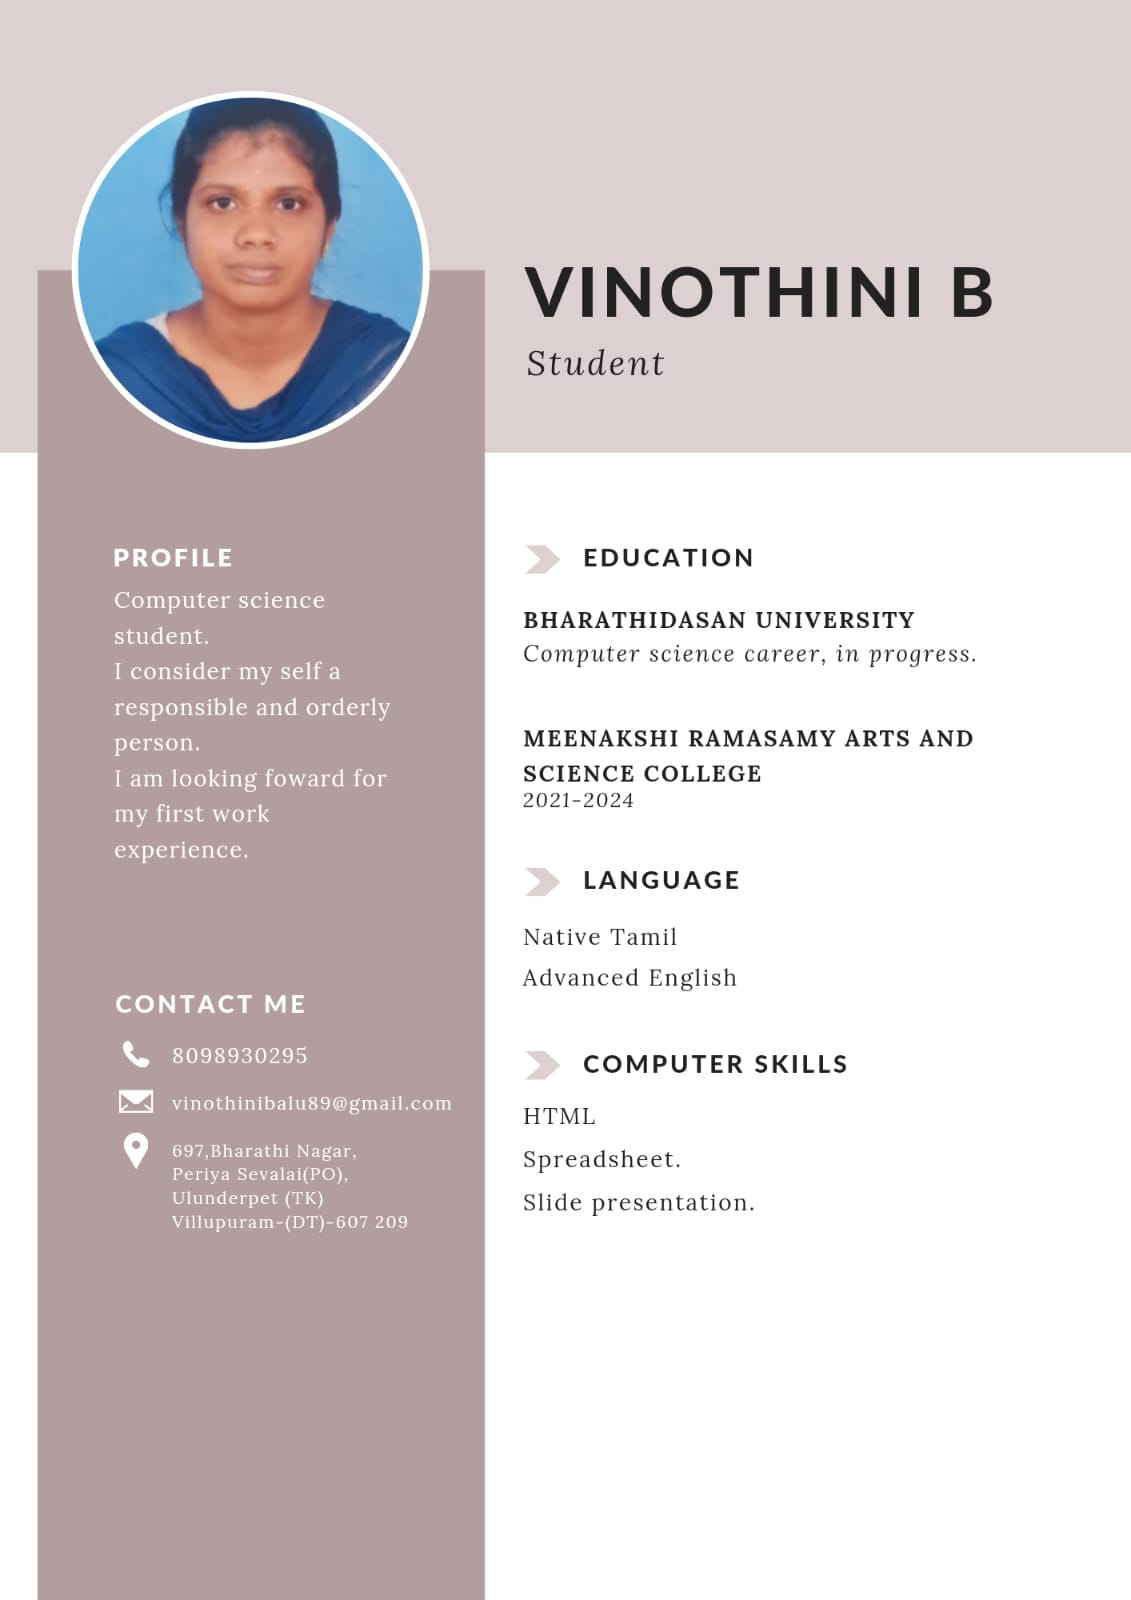 VINOTHINI B
Student
PROFILE
Computer science
student.
I consider my self a
responsible and orderly
person.
I am looking foward for
my first work
experience.
CONTACT ME
8098930295
vinothinibalu89@gmail.com
697,Bharathi Nagar,
Periya Sevalai(PO),
Ulunderpet (TK)
Villupuram-(DT)-607 209
EDUCATION
BHARATHIDASAN UNIVERSITY
Computer science career, in progress.
MEENAKSHI RAMASAMY ARTS AND
SCIENCE COLLEGE
2021-2024
LANGUAGE
Native Tamil
Advanced English
COMPUTER SKILLS
HTML
Spreadsheet.
Slide presentation.